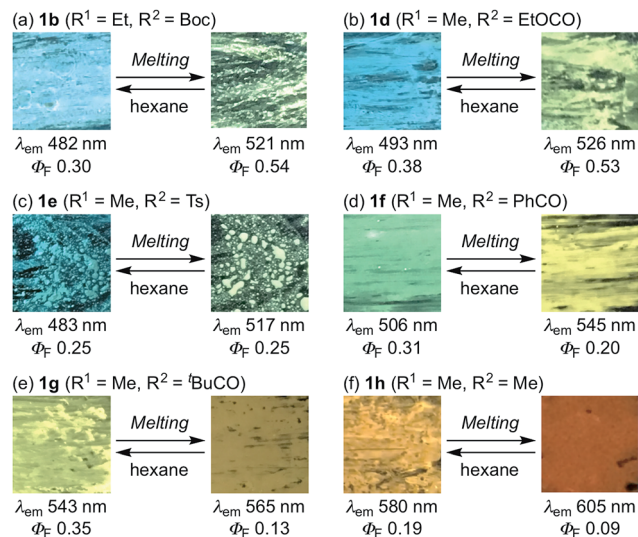 (a) 1b (R¹ = Et, R² = Boc)
Melting
hexane
λem 482 nm
ΦF 0.30
λem 521 nm
ΦF 0.54
(b) 1d (R¹ = Me, R² = EtOCO)
Melting
hexane
λem 493 nm
ΦF 0.38
λem 526 nm
ΦF 0.53
(c) 1e (R¹ = Me, R² = Ts)
Melting
hexane
λem 483 nm
ΦF 0.25
λem 517 nm
ΦF 0.25
(d) 1f (R¹ = Me, R² = PhCO)
Melting
hexane
λem 506 nm
ΦF 0.31
λem 545 nm
ΦF 0.20
(e) 1g (R¹ = Me, R² = ᵗBuCO)
Melting
hexane
λem 543 nm
ΦF 0.35
λem 565 nm
ΦF 0.13
(f) 1h (R¹ = Me, R² = Me)
Melting
hexane
λem 580 nm
ΦF 0.19
λem 605 nm
ΦF 0.09